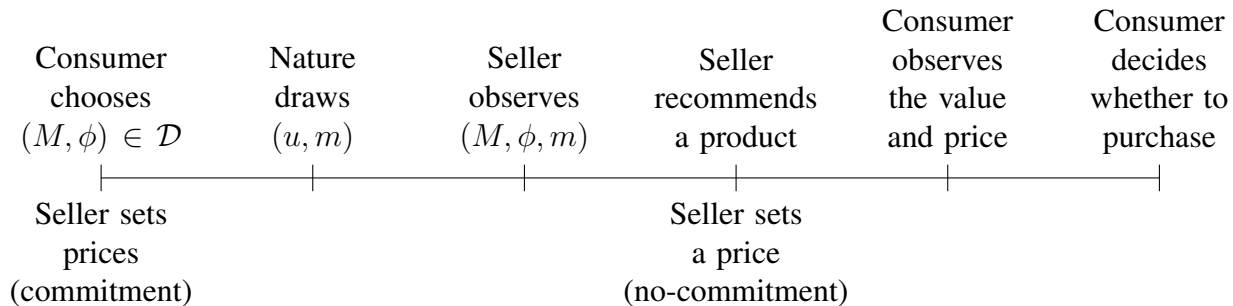 Consumer
chooses
(M, ϕ) ∈ 𝒟
Nature
draws
(u, m)
Seller
observes
(M, ϕ, m)
Seller
recommends
a product
Consumer
observes
the value
and price
Consumer
decides
whether to
purchase
Seller sets
prices
(commitment)
Seller sets
a price
(no-commitment)